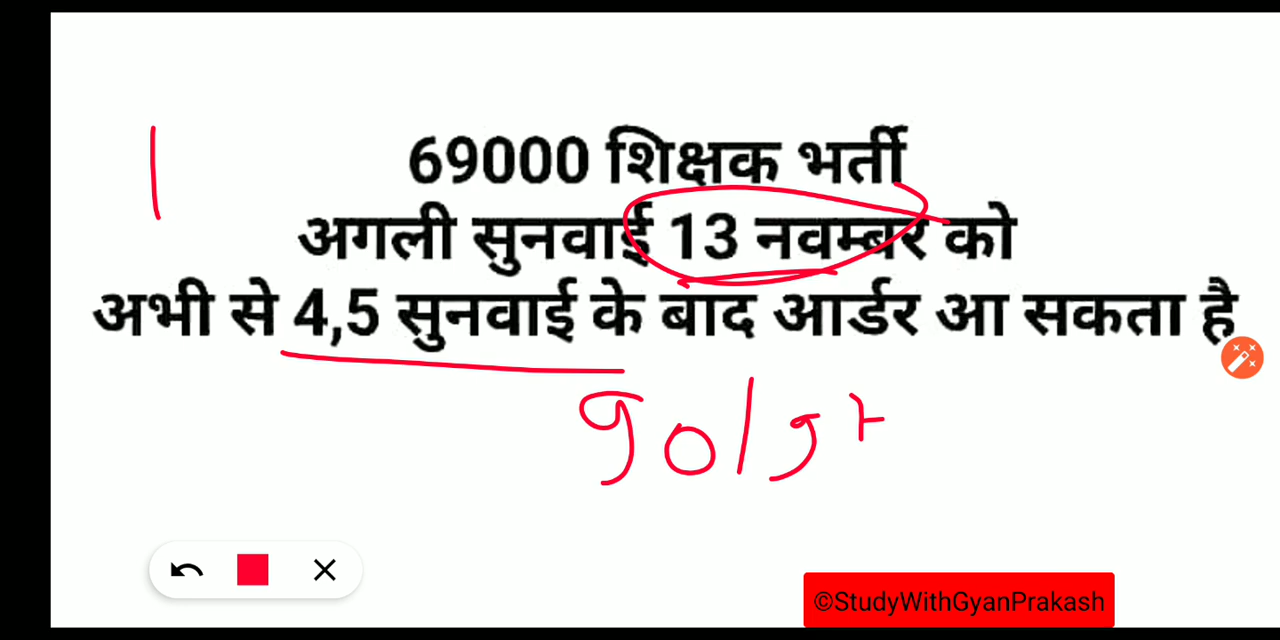 69000 शिक्षक भर्ती
अगली सुनवाई 13 नवम्बर को
अभी से 4,5 सुनवाई के बाद आर्डर आ सकता है
©StudyWithGyanPrakash